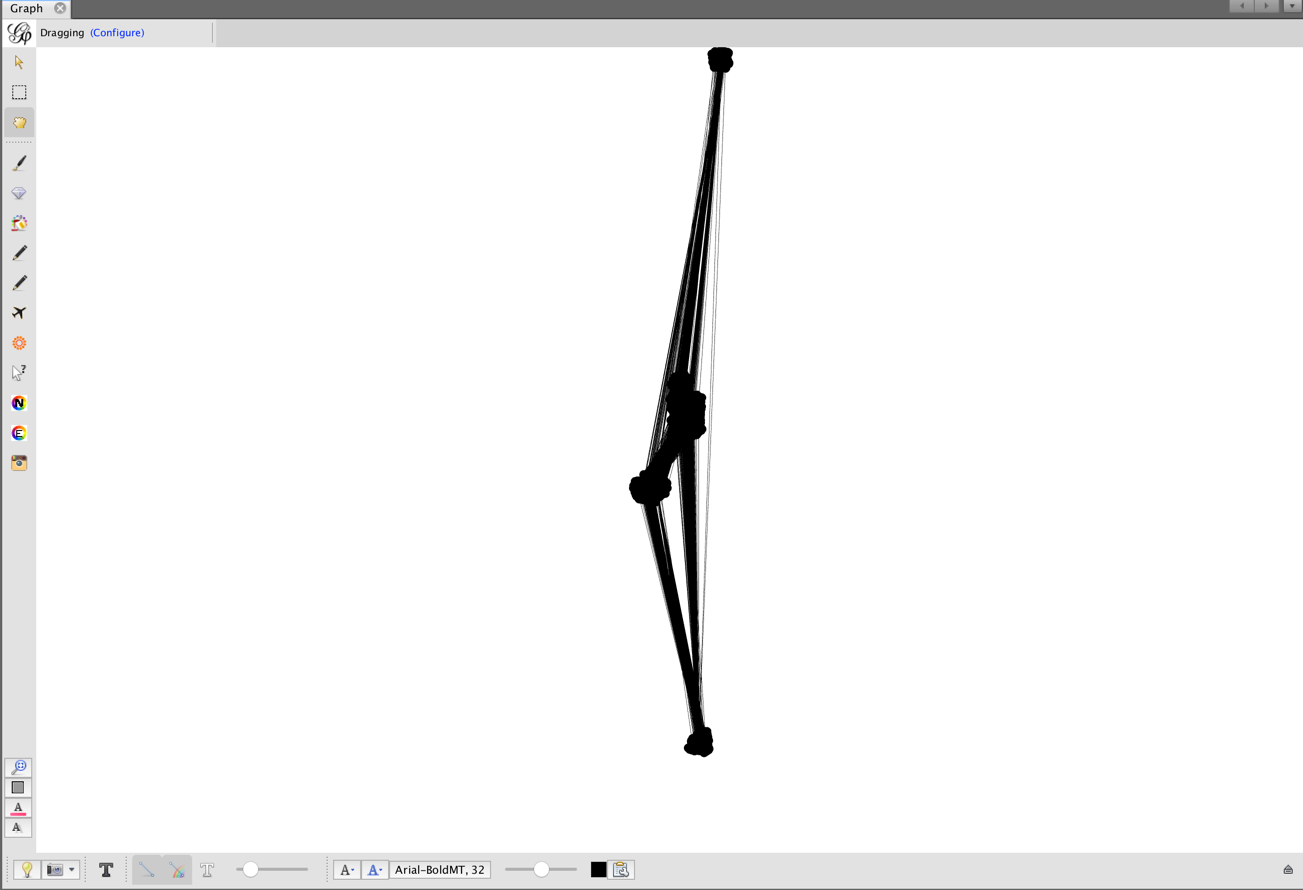 Graph
Dragging (Configure)
?
N
E
A
A
T
T
A- A- Arial-BoldMT, 32